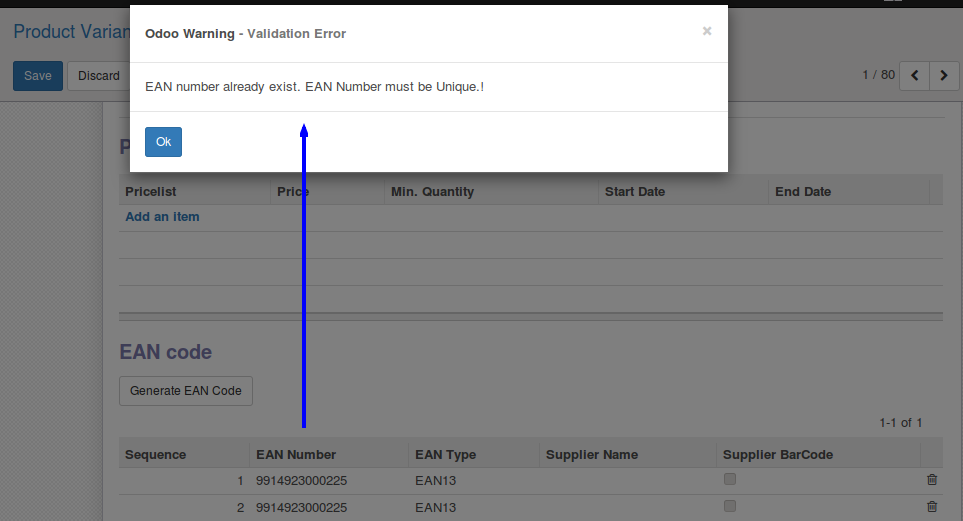 Product Varian
Odoo Warning - Validation Error
×
Save
Discard
1 / 80
EAN number already exist. EAN Number must be Unique.!
Ok
P
Pricelist Price Min. Quantity Start Date End Date
Add an item
EAN code
Generate EAN Code
1-1 of 1
Sequence EAN Number EAN Type Supplier Name Supplier BarCode
1 9914923000225 EAN13
2 9914923000225 EAN13